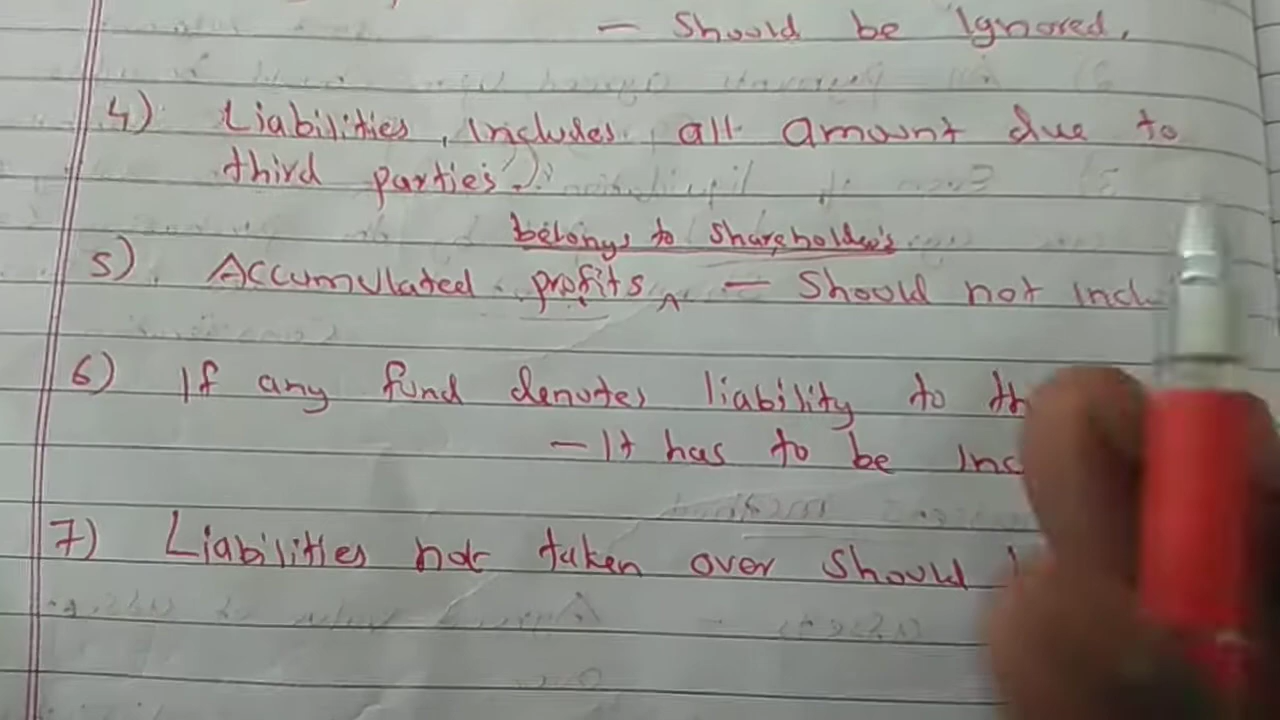 — Should be Ignored.
4) Liabilities, Includes all amount due to
third parties).
belongs to shareholder's
5). Accumulated profits ^ — Should not
6) If any fund denotes liability to
— It has to be
7) Liabilities not taken over should